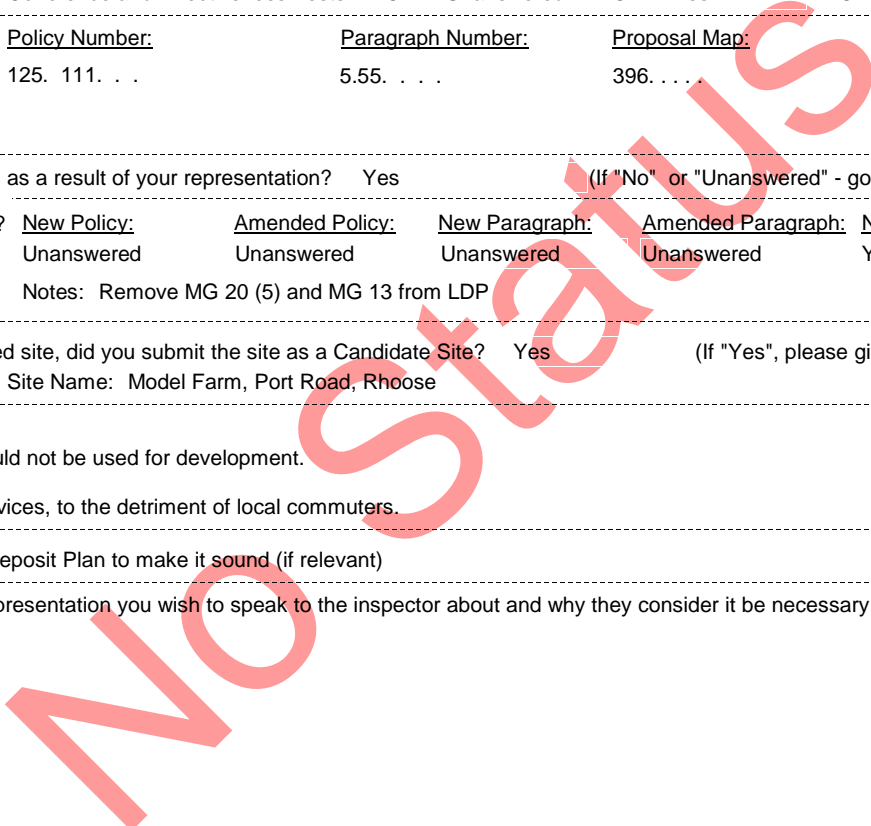 Policy Number: Paragraph Number: Proposal Map:
125. 111. . . 5.55. . . . 396. . . . .
as a result of your representation? Yes (If "No" or "Unanswered" - go
? New Policy: Amended Policy: New Paragraph: Amended Paragraph: N
Unanswered Unanswered Unanswered Unanswered Y
Notes: Remove MG 20 (5) and MG 13 from LDP
ed site, did you submit the site as a Candidate Site? Yes (If "Yes", please gi
Site Name: Model Farm, Port Road, Rhoose
uld not be used for development.
vices, to the detriment of local commuters.
eposit Plan to make it sound (if relevant)
presentation you wish to speak to the inspector about and why they consider it be necessary
No Status